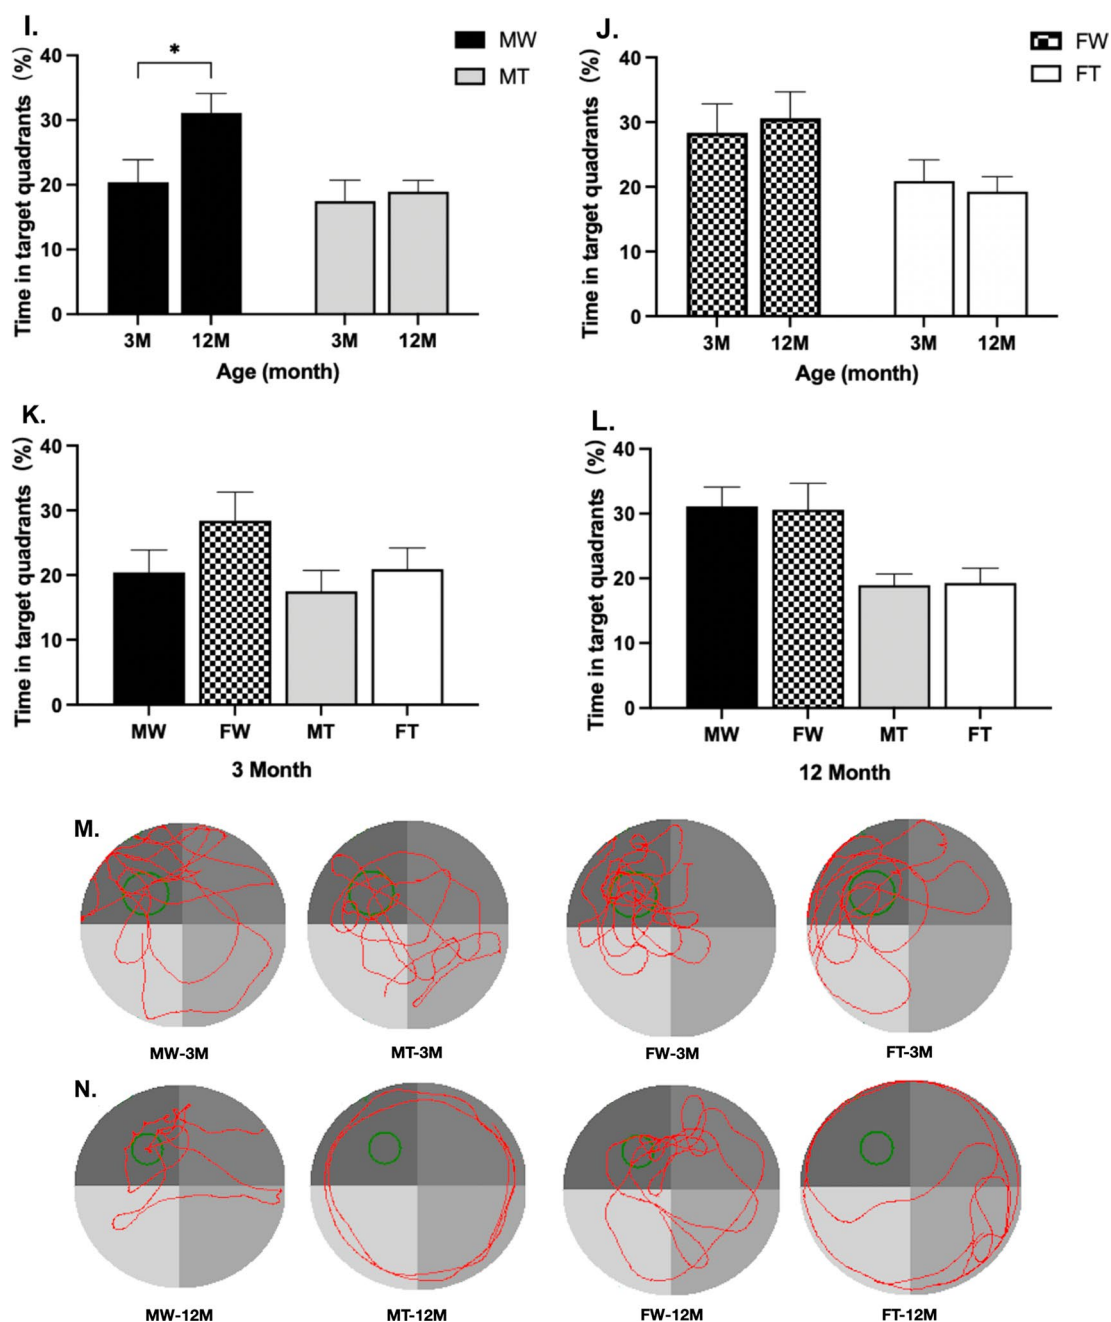 I.
MW
MT
Time in target quadrants (%)
40
30
20
10
0
*
3M 12M 3M 12M
Age (month)
J.
FW
FT
Time in target quadrants (%)
40
30
20
10
0
3M 12M 3M 12M
Age (month)
K.
Time in target quadrants (%)
40
30
20
10
0
MW FW MT FT
3 Month
L.
Time in target quadrants (%)
40
30
20
10
0
MW FW MT FT
12 Month
M.
MW-3M MT-3M FW-3M FT-3M
N.
MW-12M MT-12M FW-12M FT-12M